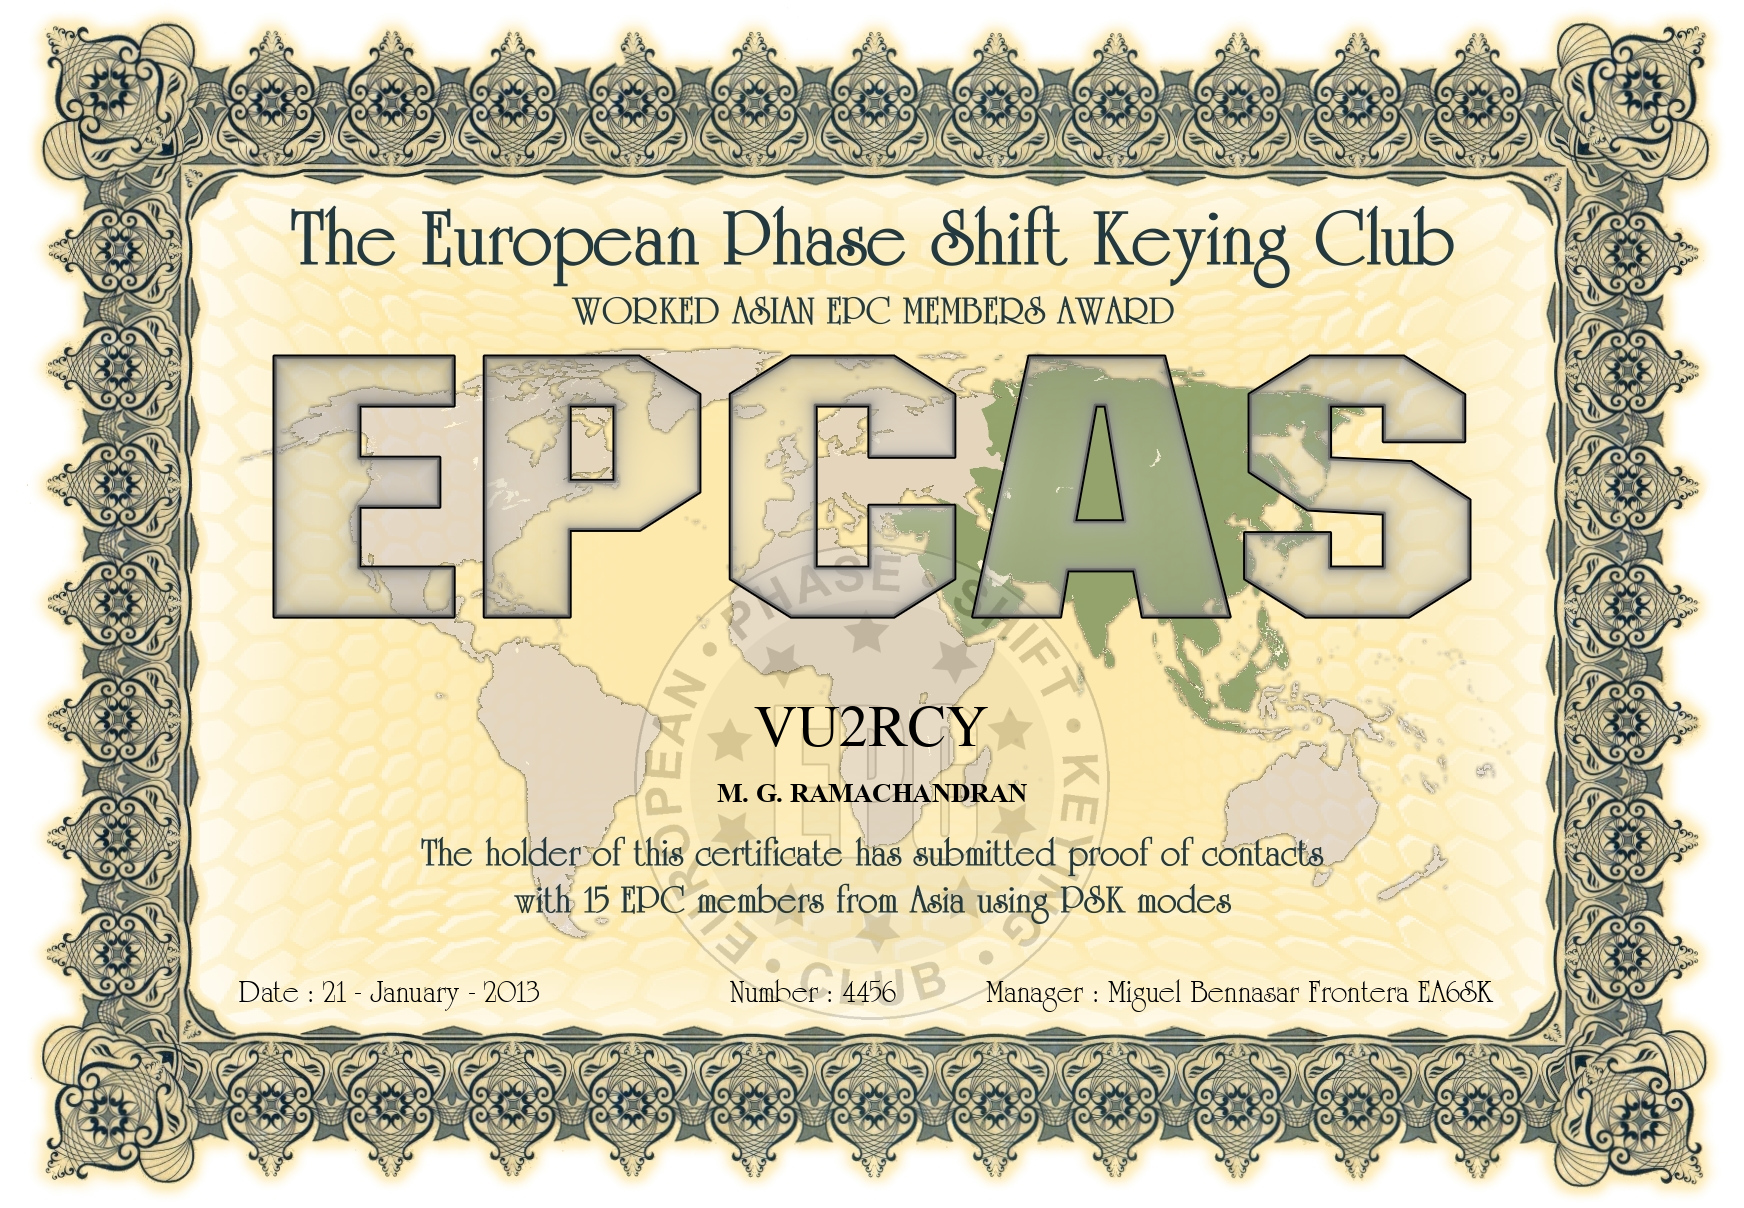 The European Phase Shift Keying Club
WORKED ASIAN EPC MEMBERS AWARD
EPCAS
EUROPEAN • PHASE • SHIFT • KEYING • CLUB •
EPC
VU2RCY
M. G. RAMACHANDRAN
The holder of this certificate has submitted proof of contacts
with 15 EPC members from Asia using PSK modes
Date : 21 - January - 2013
Number : 4456
Manager : Miguel Bennasar Frontera EA6SK